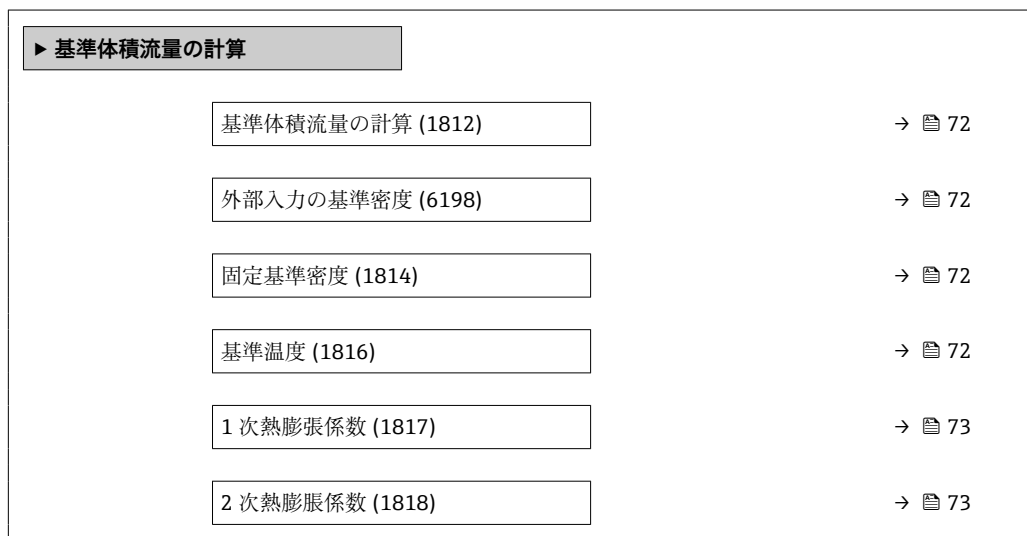 ▶ 基準体積流量の計算
基準体積流量の計算 (1812) → 72
外部入力の基準密度 (6198) → 72
固定基準密度 (1814) → 72
基準温度 (1816) → 72
1 次熱膨張係数 (1817) → 73
2 次熱膨脹係数 (1818) → 73